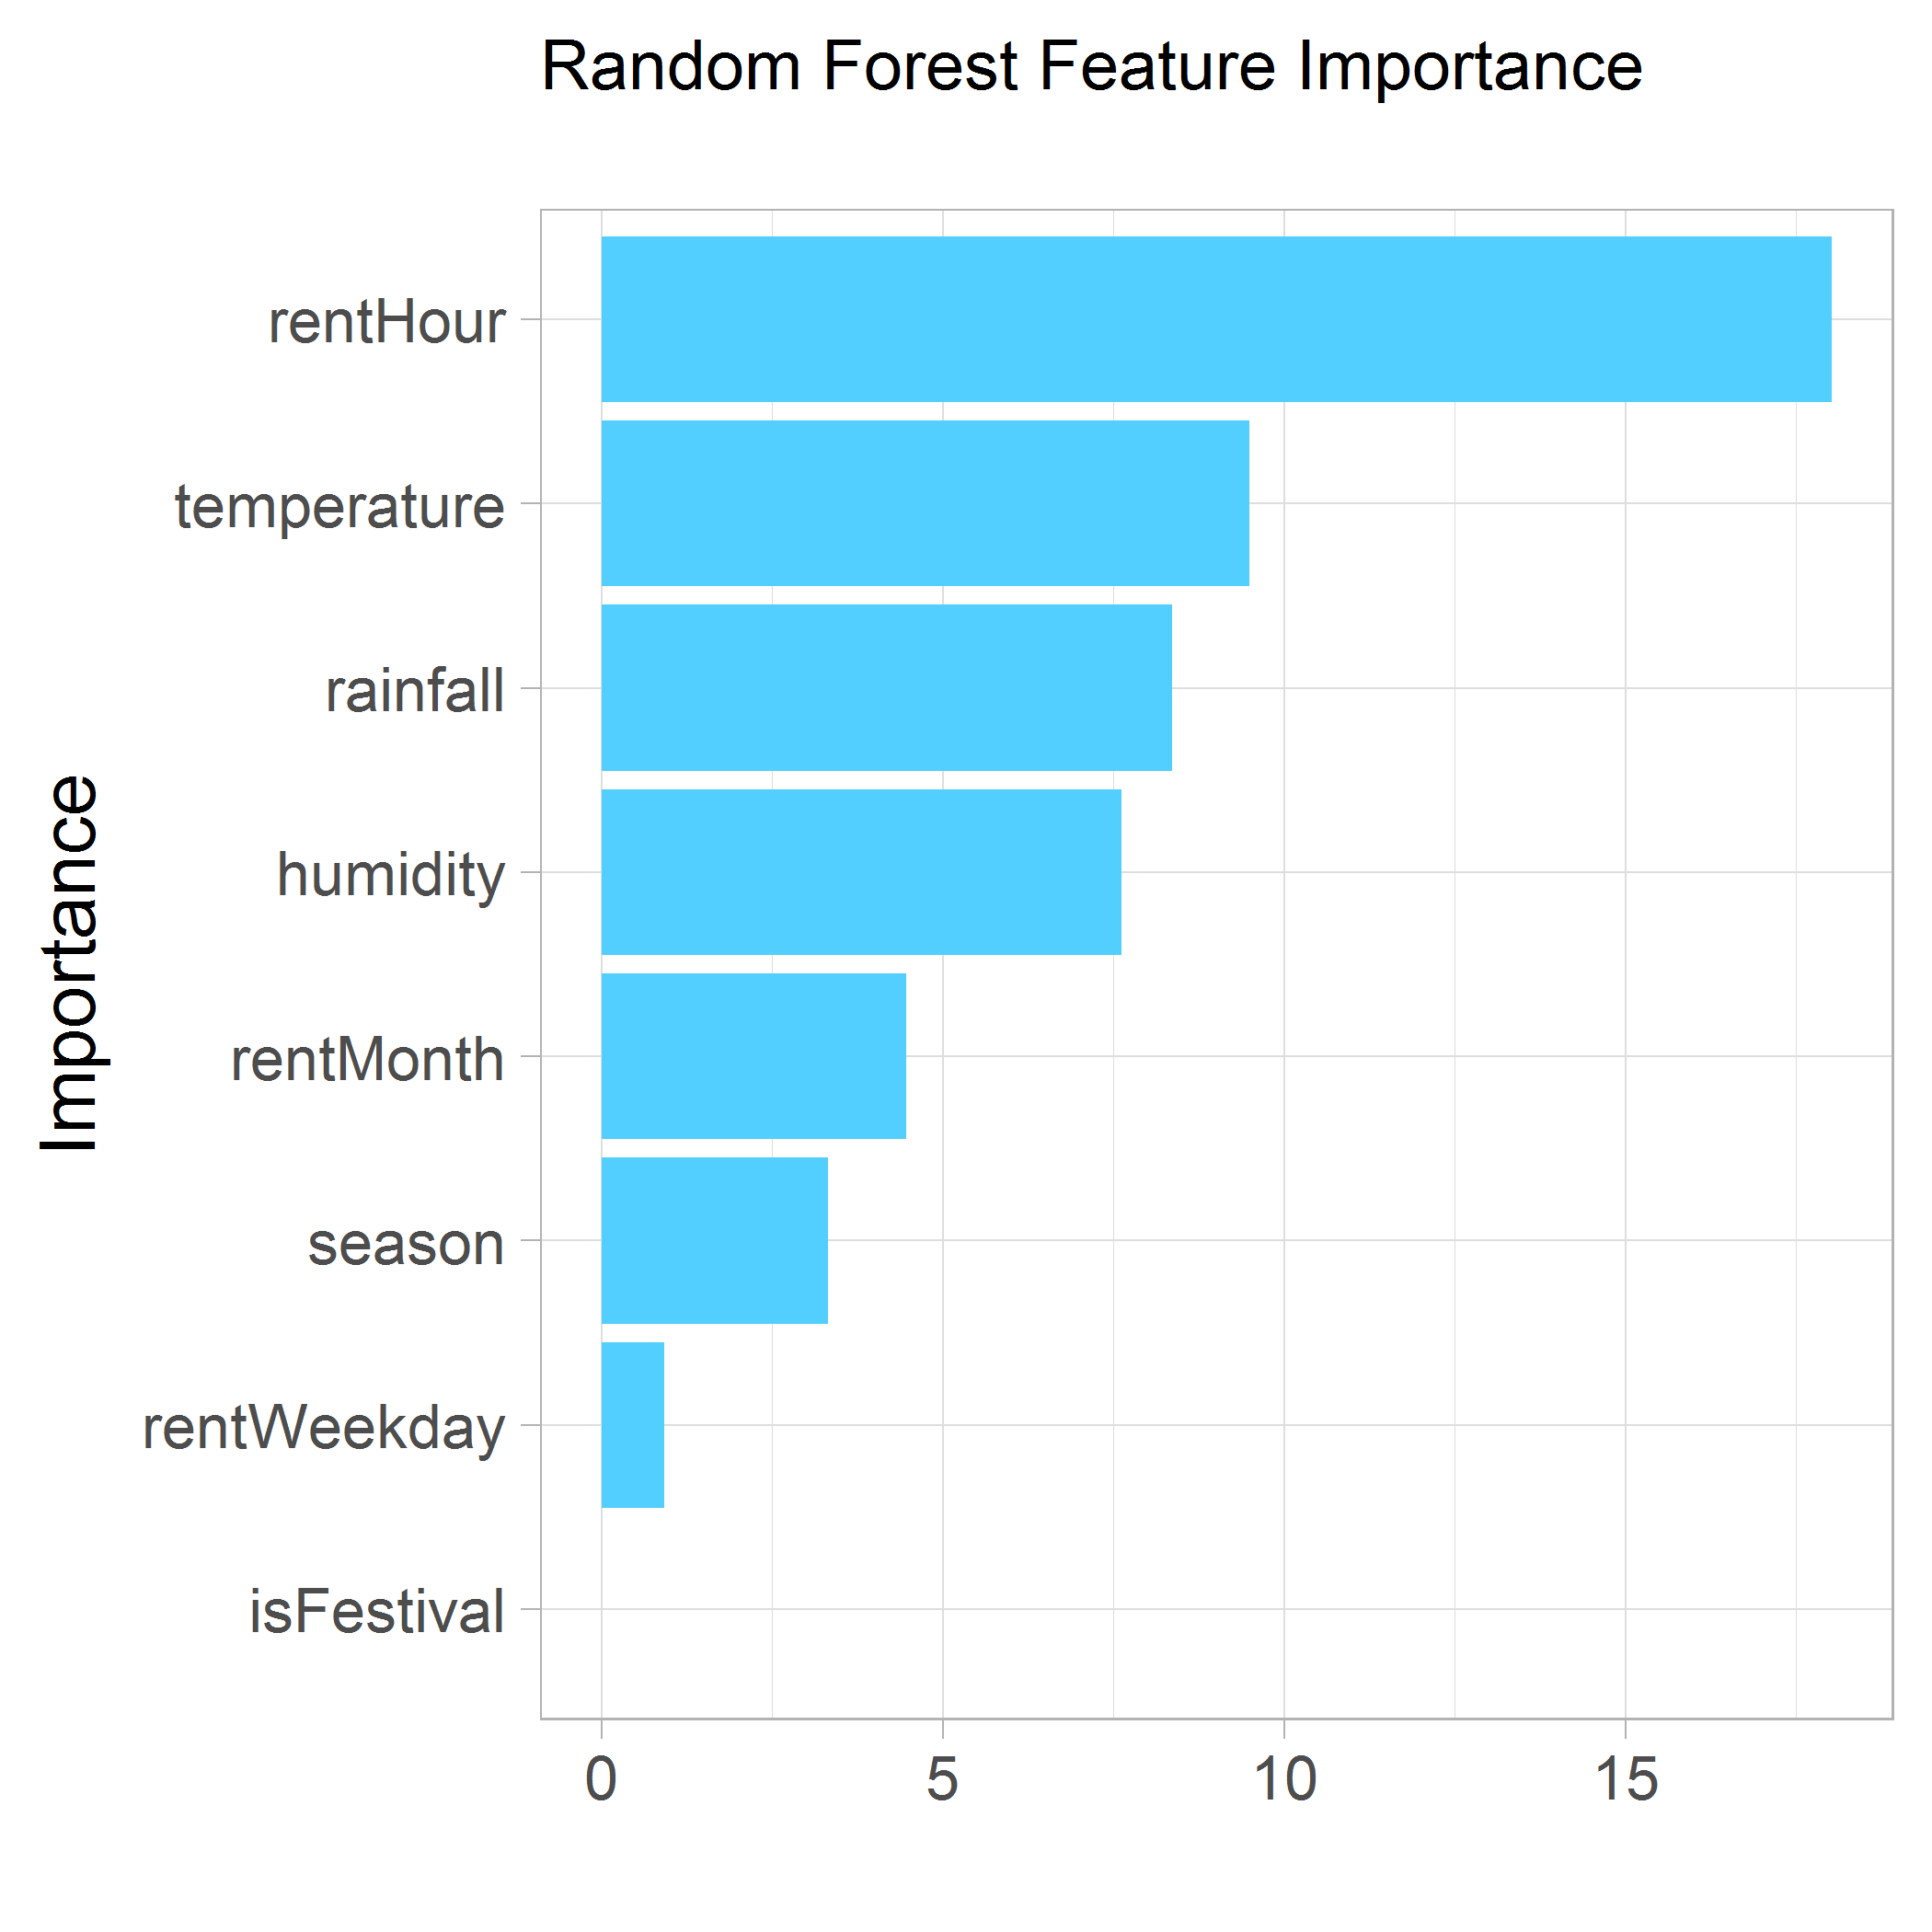 Random Forest Feature Importance
Importance
rentHour
temperature
rainfall
humidity
rentMonth
season
rentWeekday
isFestival
0 5 10 15